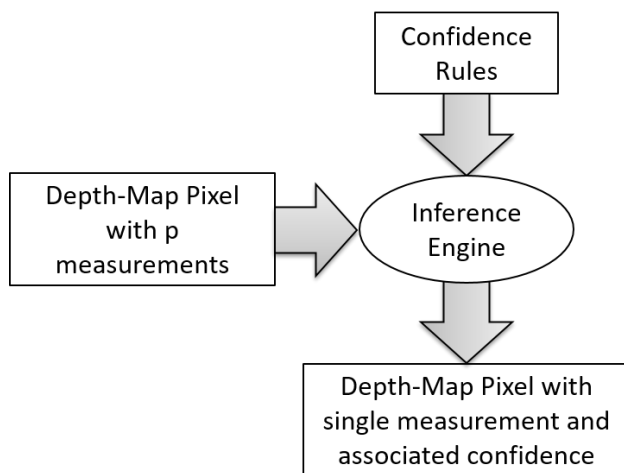 Confidence
Rules
Depth-Map Pixel
with p
measurements
Inference
Engine
Depth-Map Pixel with
single measurement and
associated confidence